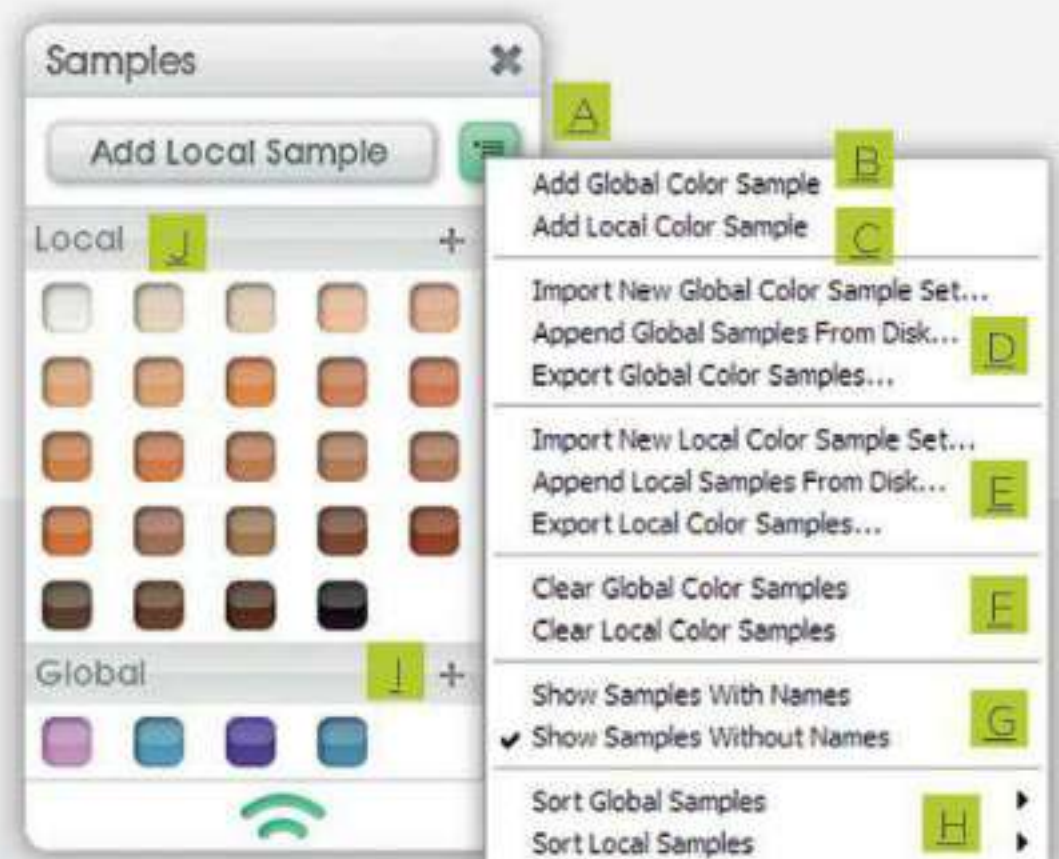 Samples
A
Add Local Sample
B
Add Global Color Sample
Add Local Color Sample
C
Local
J
Import New Global Color Sample Set...
Append Global Samples From Disk...
D
Export Global Color Samples...
Import New Local Color Sample Set...
Append Local Samples From Disk...
E
Export Local Color Samples...
Clear Global Color Samples
F
Clear Local Color Samples
Global
I
Show Samples With Names
G
Show Samples Without Names
Sort Global Samples
H
Sort Local Samples